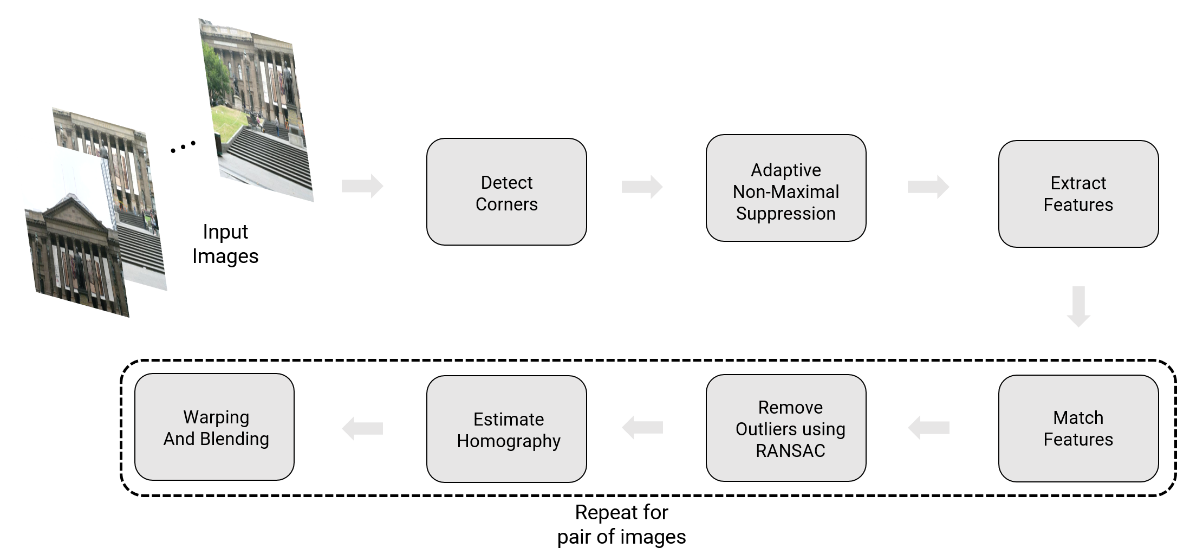 Input
Images
Detect
Corners
Adaptive
Non-Maximal
Suppression
Extract
Features
Match
Features
Remove
Outliers using
RANSAC
Estimate
Homography
Warping
And Blending
Repeat for
pair of images